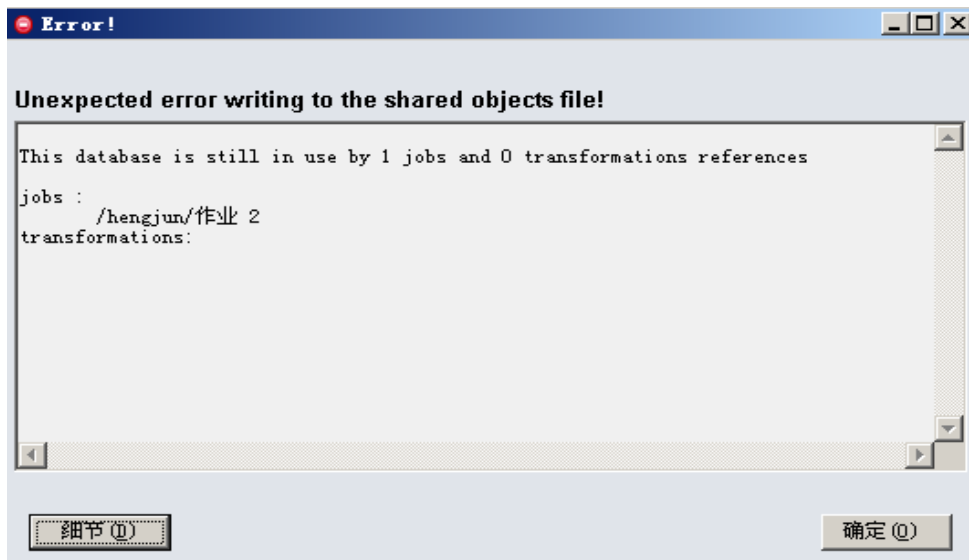 Error!
Unexpected error writing to the shared objects file!
This database is still in use by 1 jobs and 0 transformations references
jobs :
/hengjun/作业 2
transformations:
细节(D) 确定(O)